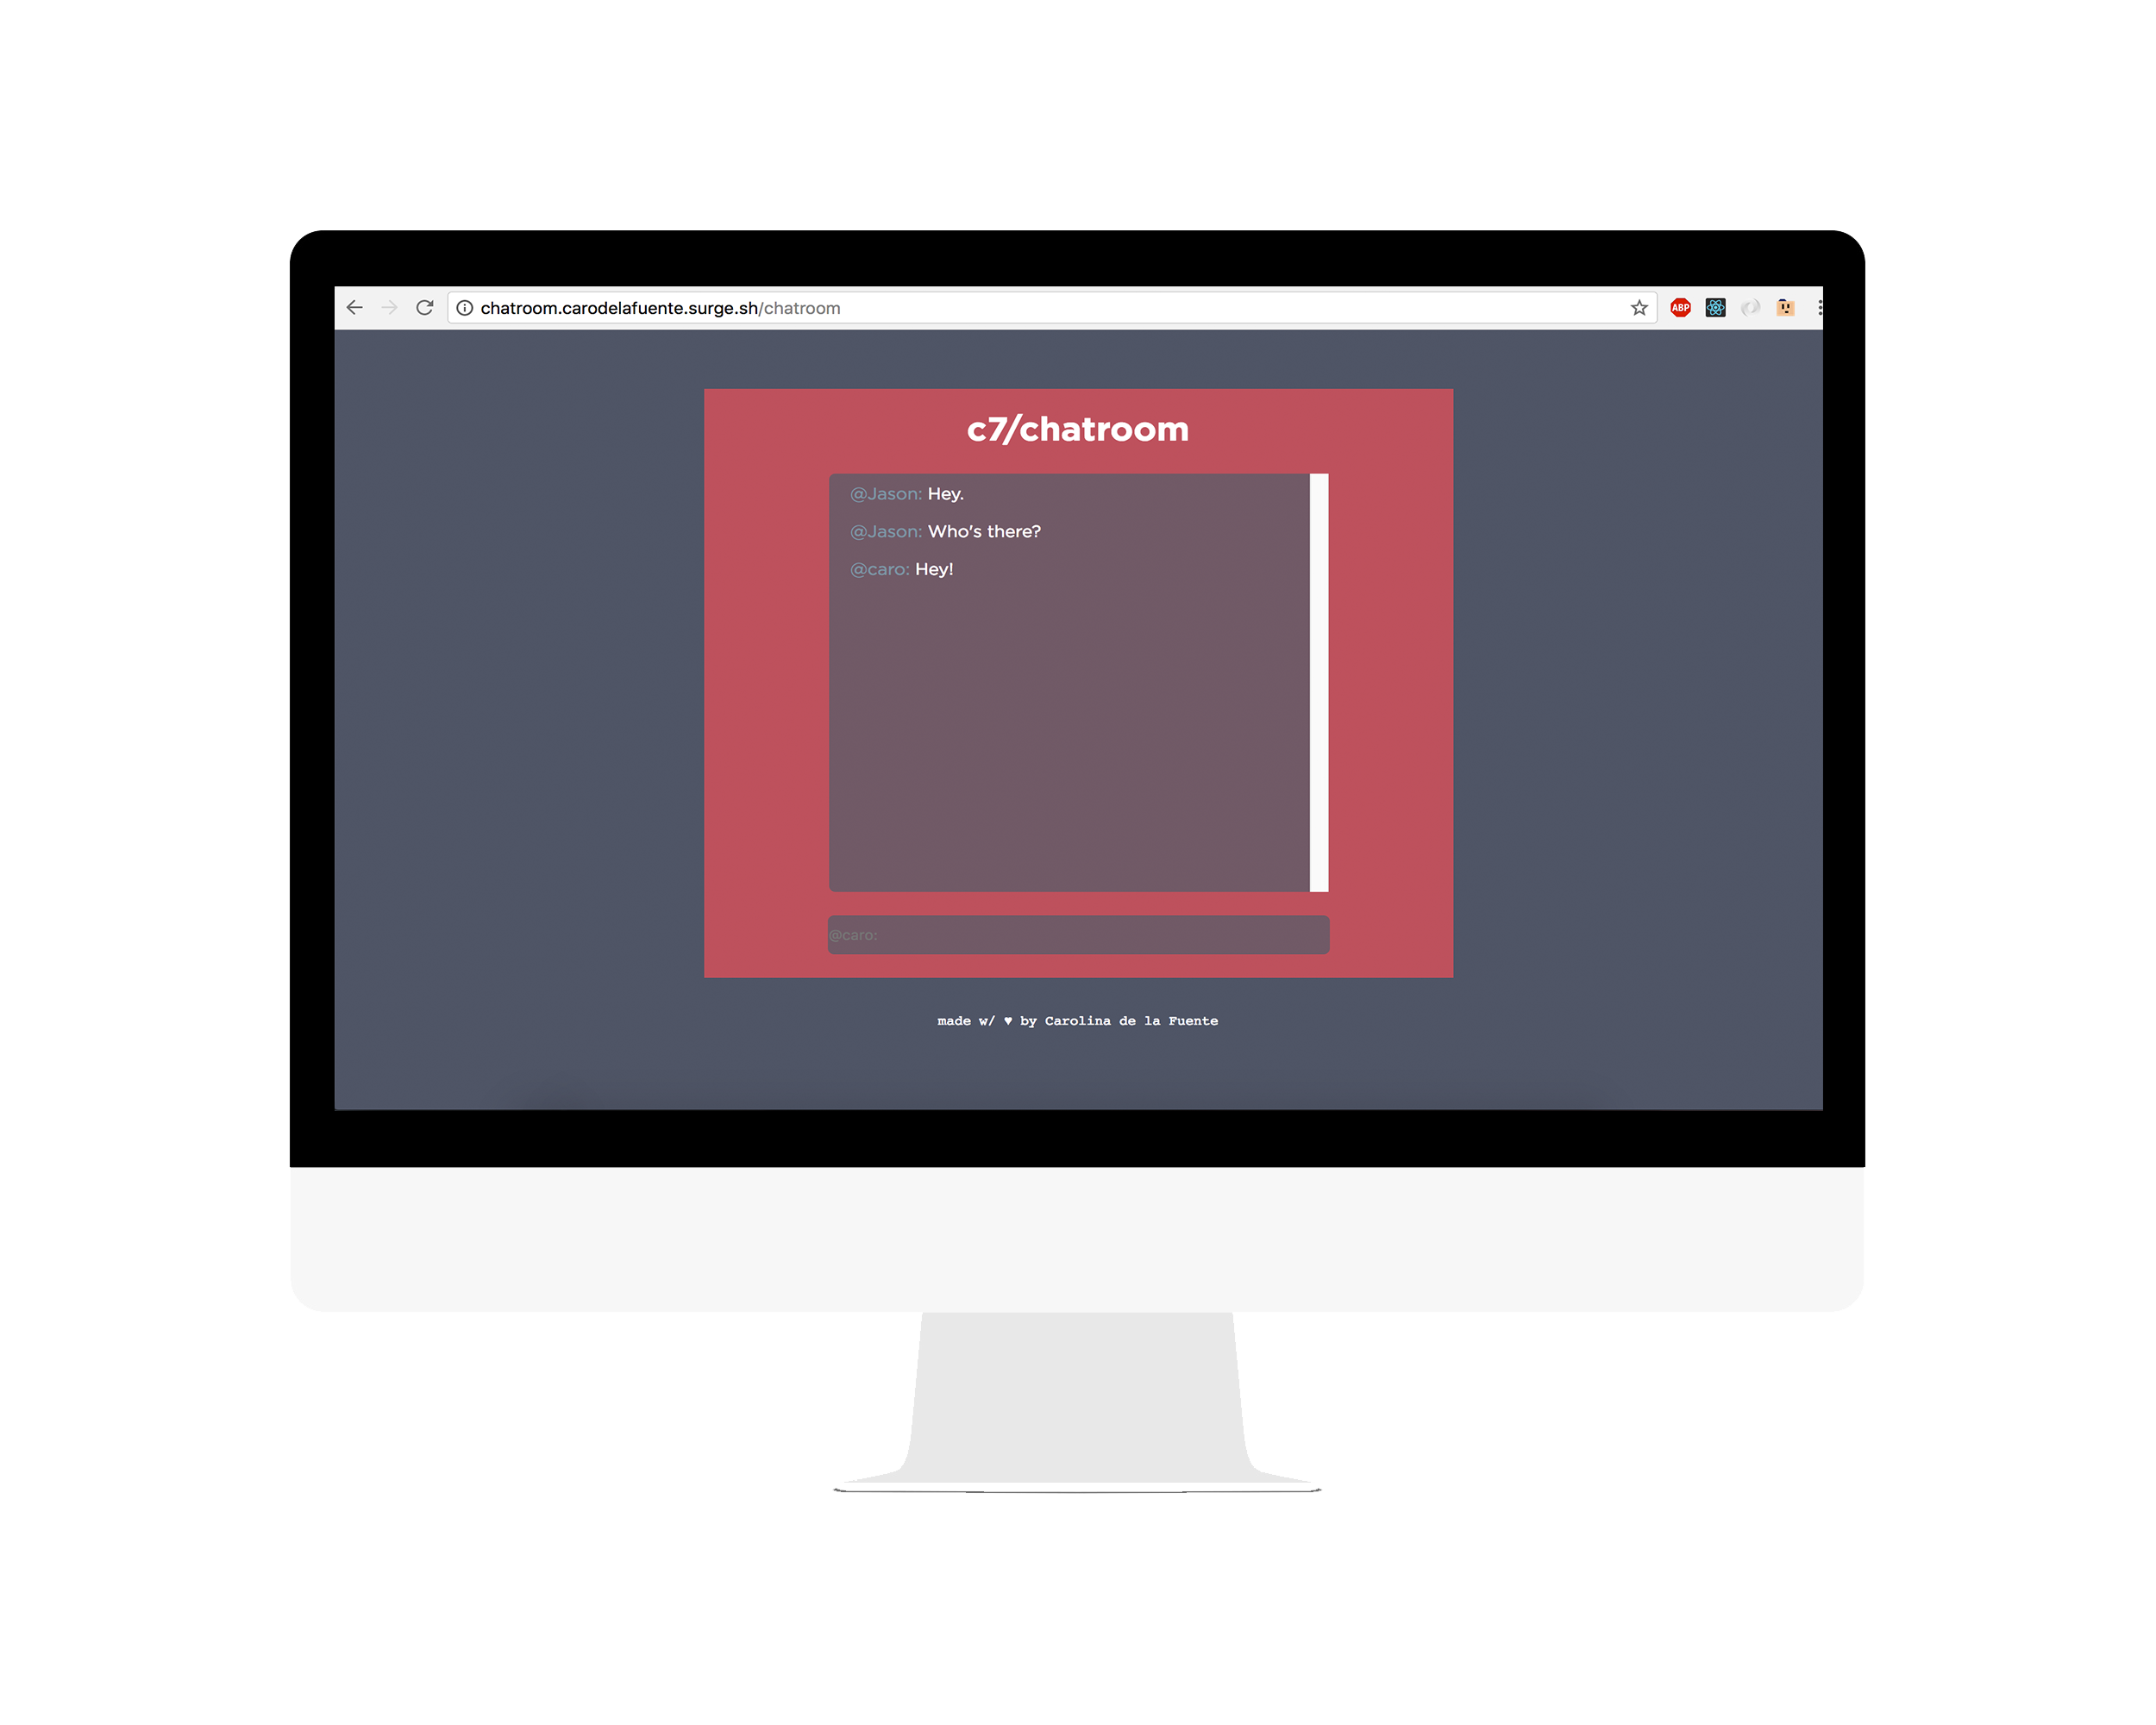 chatroom.carodelafuente.surge.sh/chatroom
ABP
c7/chatroom
@Jason: Hey.
@Jason: Who's there?
@caro: Hey!
@caro:
made w/ ♥ by Carolina de la Fuente